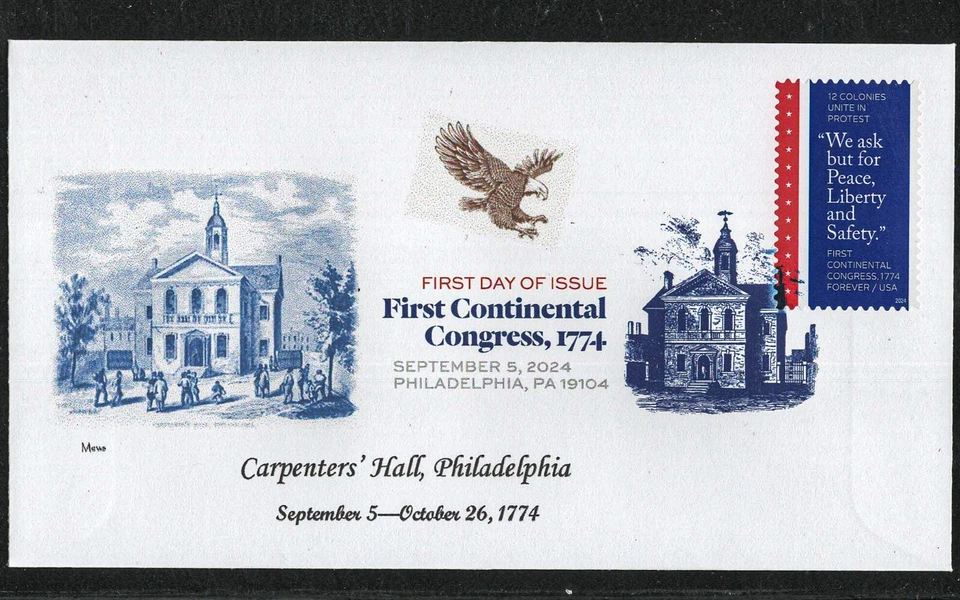 12 COLONIES
UNITE IN
PROTEST
“We ask
but for
Peace,
Liberty
and
Safety.”
FIRST
CONTINENTAL
CONGRESS, 1774
FOREVER / USA
2024
FIRST DAY OF ISSUE
First Continental
Congress, 1774
SEPTEMBER 5, 2024
PHILADELPHIA, PA 19104
Mews
Carpenters’ Hall, Philadelphia
September 5—October 26, 1774